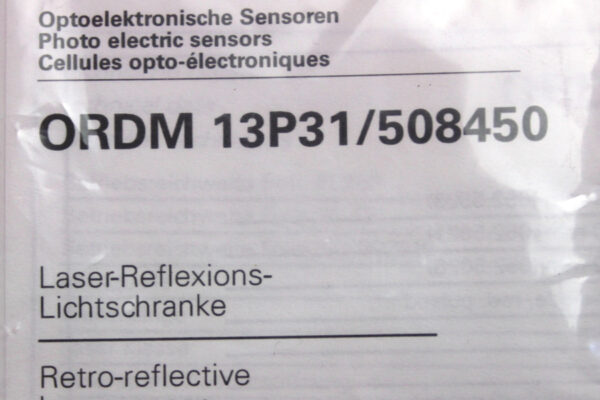 Optoelektronische Sensoren
Photo electric sensors
Cellules opto-électroniques
ORDM 13P31/508450
Laser-Reflexions-
Lichtschranke
Retro-reflective